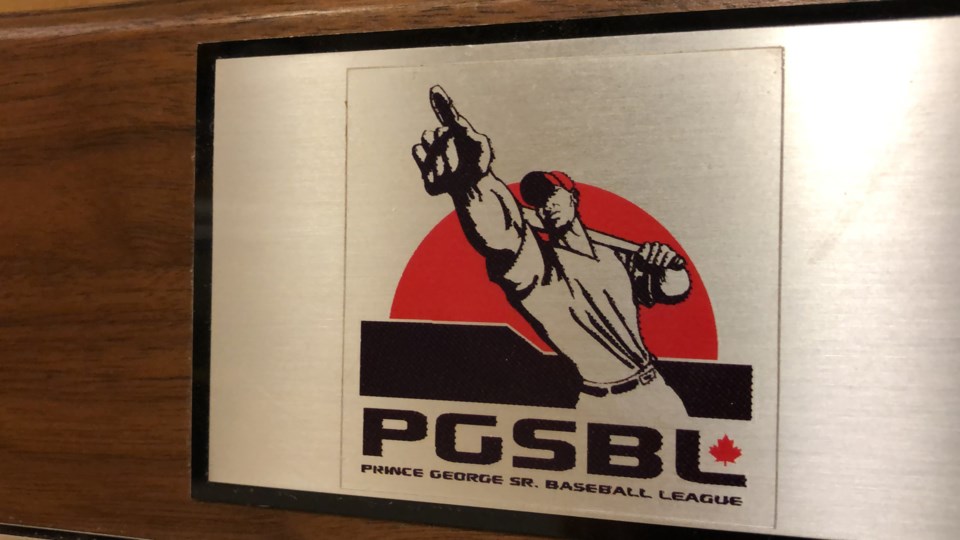 PGSBL
PRINCE GEORGE SR. BASEBALL LEAGUE